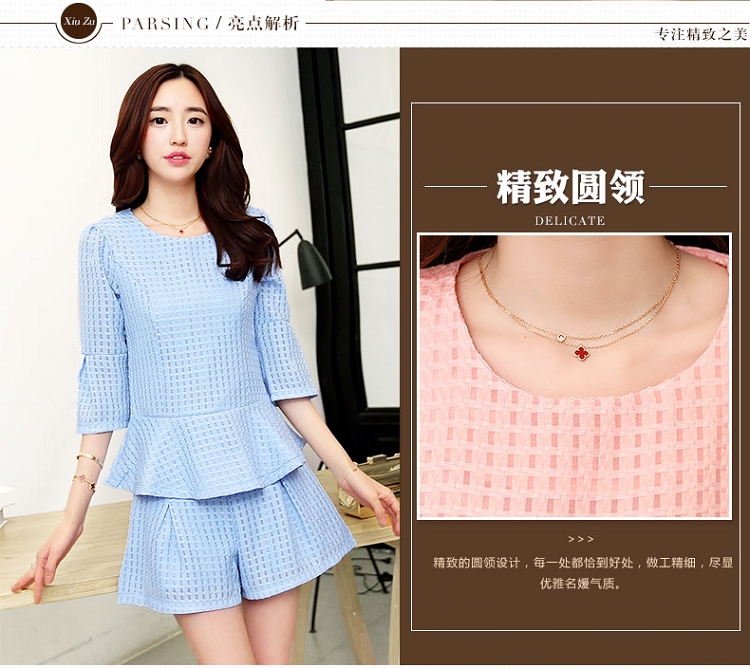 Xiu Zu
PARSING / 亮点解析
专注精致之美
精致圆领
DELICATE
>>>
精致的圆领设计，每一处都恰到好处，做工精细，尽显
优雅名媛气质。